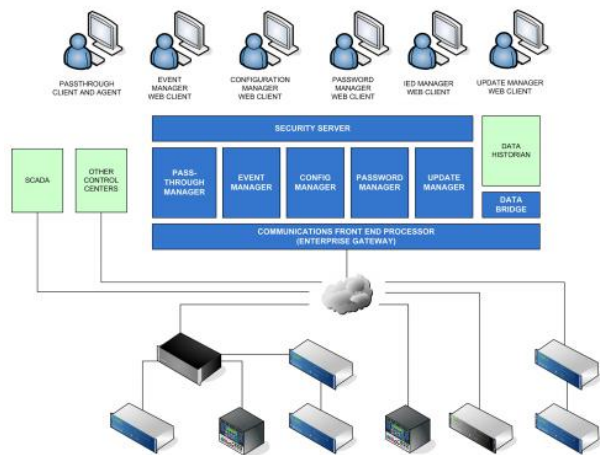 PASSTHROUGH
CLIENT AND AGENT
EVENT
MANAGER
WEB CLIENT
CONFIGURATION
MANAGER
WEB CLIENT
PASSWORD
MANAGER
WEB CLIENT
IED MANAGER
WEB CLIENT
UPDATE MANAGER
WEB CLIENT
SECURITY SERVER
DATA
HISTORIAN
SCADA
OTHER
CONTROL
CENTERS
PASS-
THROUGH
MANAGER
EVENT
MANAGER
CONFIG
MANAGER
PASSWORD
MANAGER
UPDATE
MANAGER
DATA
BRIDGE
COMMUNICATIONS FRONT END PROCESSOR
(ENTERPRISE GATEWAY)